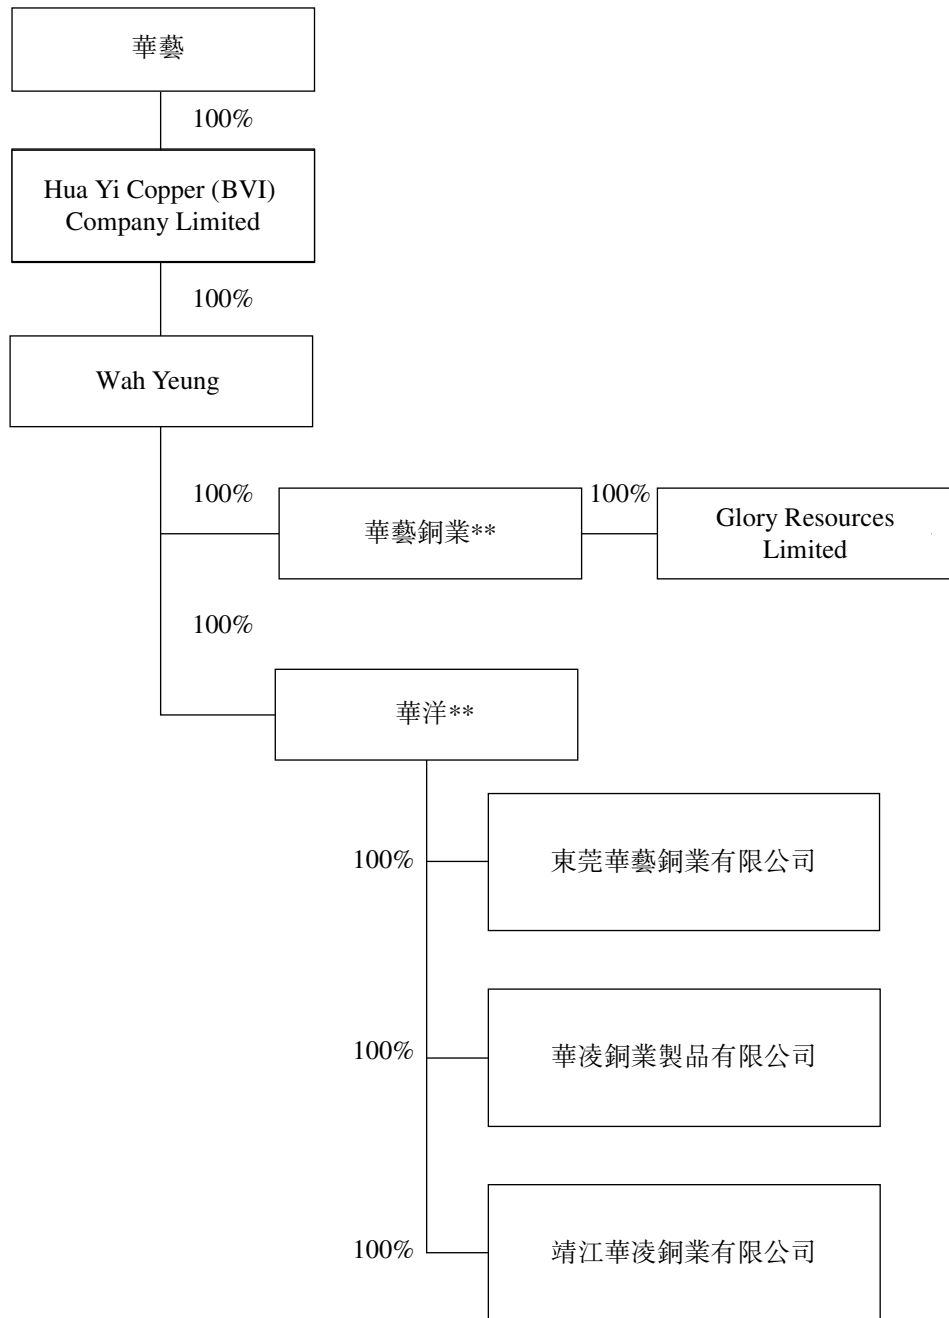 華藝
100%
Hua Yi Copper (BVI)
Company Limited
100%
Wah Yeung
100%
華藝銅業**
100%
Glory Resources
Limited
100%
華洋**
100%
東莞華藝銅業有限公司
100%
華凌銅業製品有限公司
100%
靖江華凌銅業有限公司